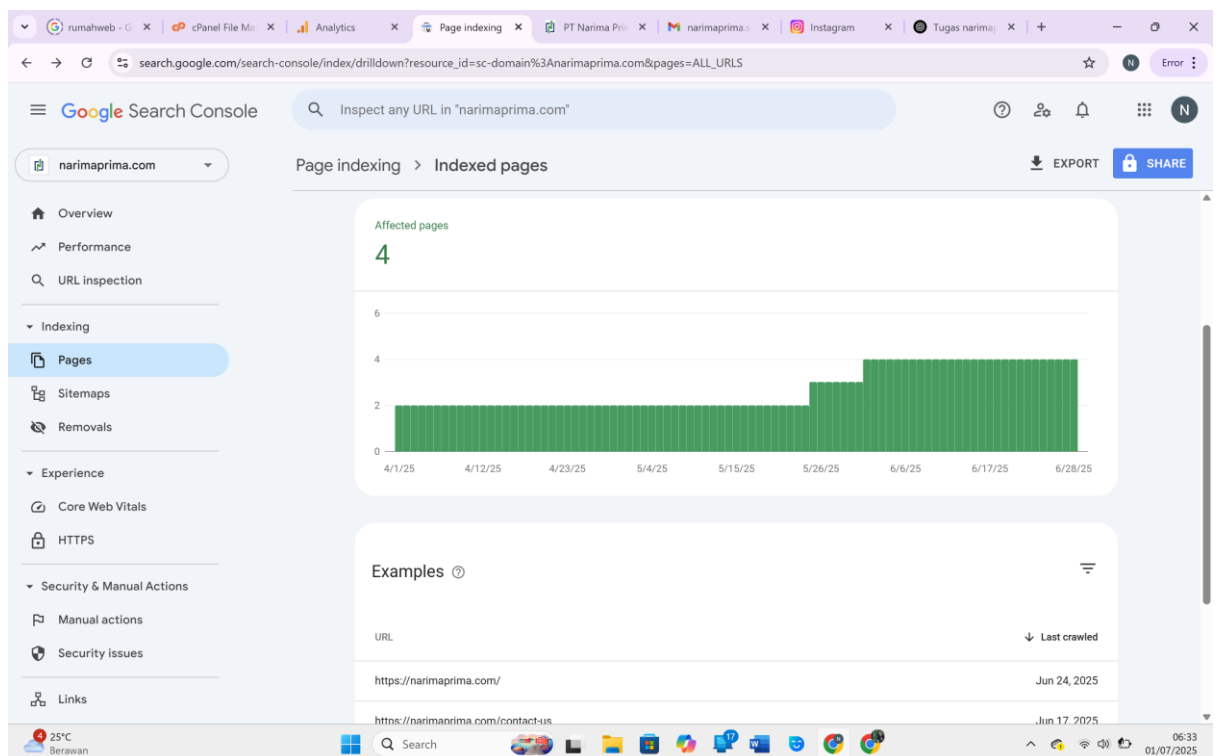 rumahweb - G
cPanel File Ma
Analytics
Page indexing
PT Narima Pri
narimaprima.s
Instagram
Tugas narimap
search.google.com/search-console/index/drilldown?resource_id=sc-domain%3Anarimaprima.com&pages=ALL_URLS
N
Error
Google Search Console
Inspect any URL in "narimaprima.com"
N
narimaprima.com
Page indexing > Indexed pages
EXPORT
SHARE
Overview
Performance
URL inspection
Indexing
Pages
Sitemaps
Removals
Experience
Core Web Vitals
HTTPS
Security & Manual Actions
Manual actions
Security issues
Links
Affected pages
4
6
4
2
0
4/1/25 4/12/25 4/23/25 5/4/25 5/15/25 5/26/25 6/6/25 6/17/25 6/28/25
Examples
URL Last crawled
https://narimaprima.com/ Jun 24, 2025
https://narimaprima.com/contact-us Jun 17, 2025
4
25°C
Berawan
Search
17
06:33
01/07/2025